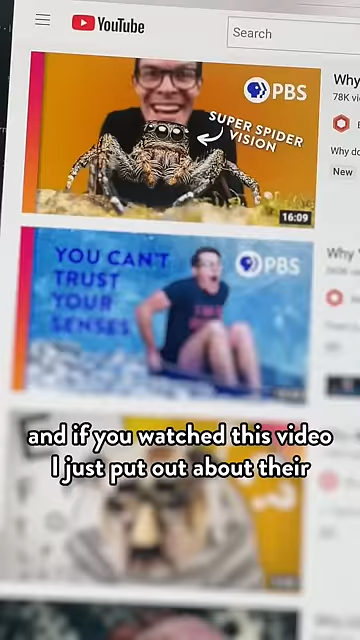 YouTube
Search
PBS
SUPER SPIDER
VISION
16:09
Why
78K vi
Why do
New
YOU CAN'T
TRUST
YOUR
SENSES
PBS
Why
and if you watched this video
I just put out about their